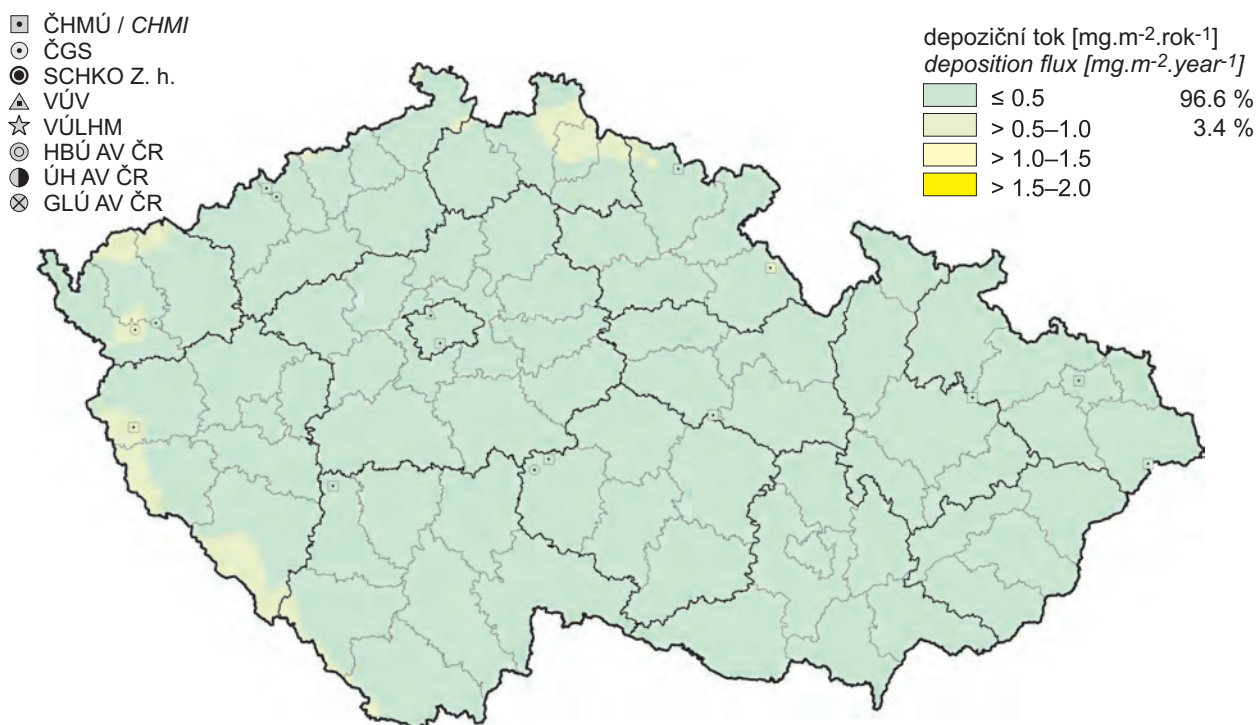 ČHMÚ / CHMI
ČGS
SCHKO Z. h.
VÚV
VÚLHM
HBÚ AV ČR
ÚH AV ČR
GLÚ AV ČR
depoziční tok [mg.m-2.rok-1]
deposition flux [mg.m-2.year-1]
≤ 0.5 96.6 %
> 0.5–1.0 3.4 %
> 1.0–1.5
> 1.5–2.0